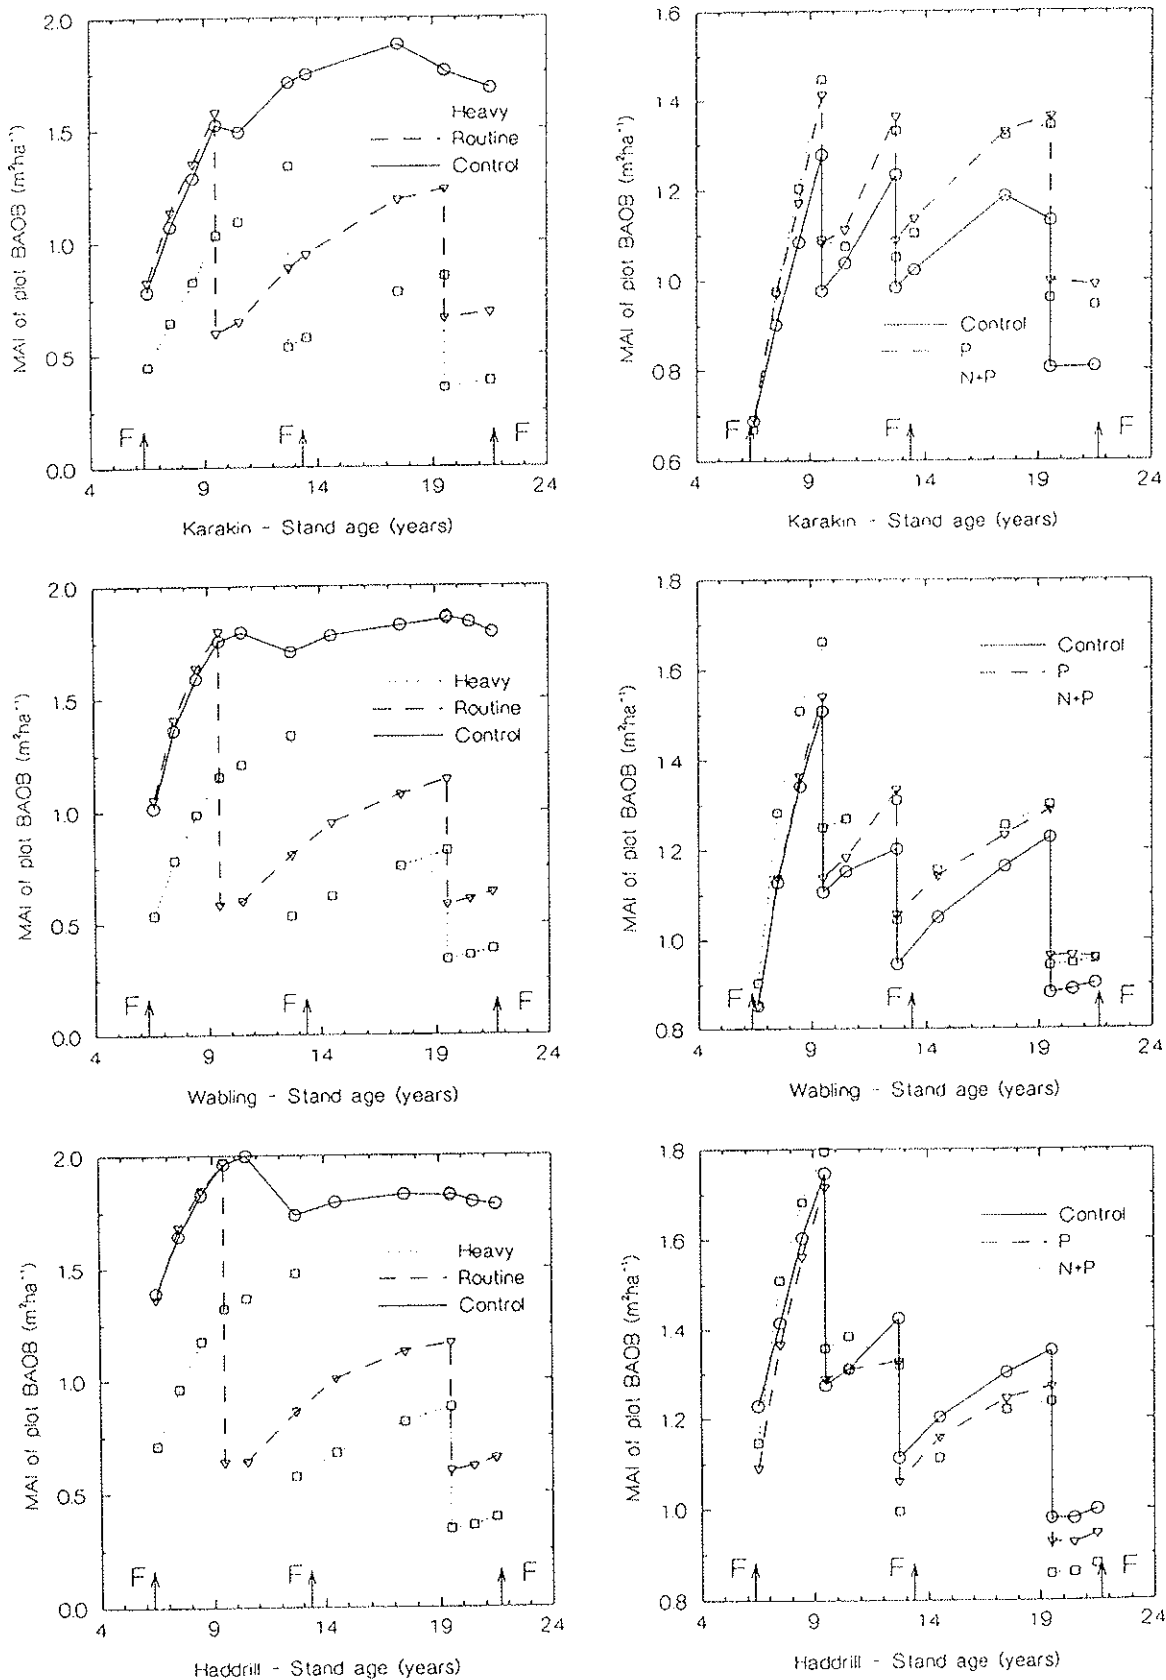 2.0
1.5
1.0
0.5
0.0
MAI of plot BAOB (m²ha⁻¹)
Heavy
Routine
Control
F
F
F
4
9
14
19
24
Karakin - Stand age (years)
1.6
1.4
1.2
1.0
0.8
0.6
MAI of plot BAOB (m²ha⁻¹)
Control
P
N+P
F
F
F
4
9
14
19
24
Karakin - Stand age (years)
2.0
1.5
1.0
0.5
0.0
MAI of plot BAOB (m²ha⁻¹)
Heavy
Routine
Control
F
F
F
4
9
14
19
24
Wabling - Stand age (years)
1.8
1.6
1.4
1.2
1.0
0.8
MAI of plot BAOB (m²ha⁻¹)
Control
P
N+P
F
F
F
4
9
14
19
24
Wabling - Stand age (years)
2.0
1.5
1.0
0.5
0.0
MAI of plot BAOB (m²ha⁻¹)
Heavy
Routine
Control
F
F
F
4
9
14
19
24
Haddrill - Stand age (years)
1.8
1.6
1.4
1.2
1.0
0.8
MAI of plot BAOB (m²ha⁻¹)
Control
P
N+P
F
F
F
4
9
14
19
24
Haddrill - Stand age (years)